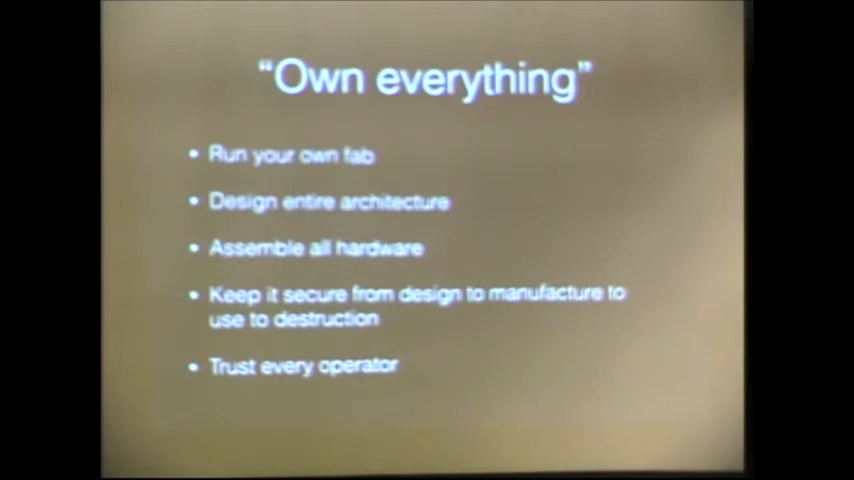 “Own everything”
• Run your own fab
• Design entire architecture
• Assemble all hardware
• Keep it secure from design to manufacture to
use to destruction
• Trust every operator